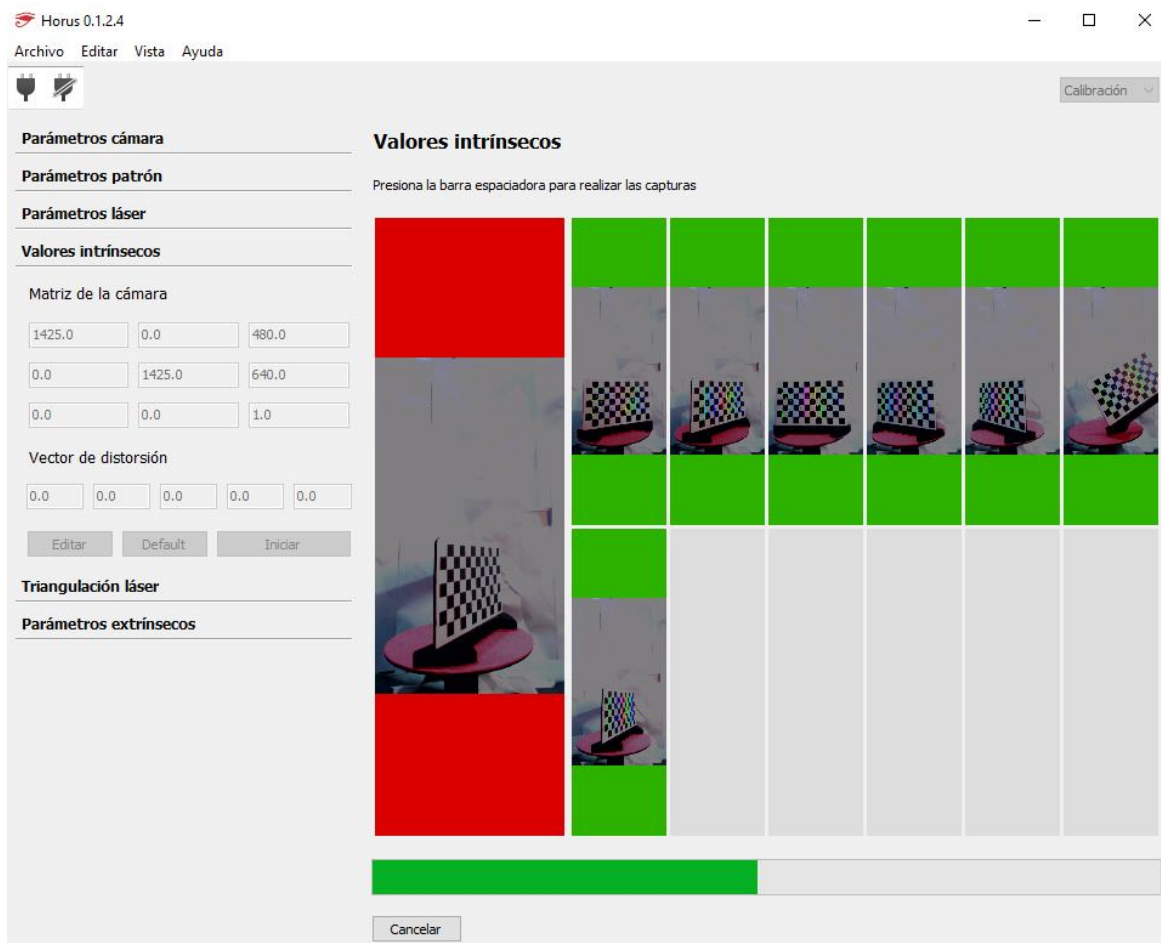 Horus 0.1.2.4
Archivo Editar Vista Ayuda
Calibración
Parámetros cámara
Parámetros patrón
Parámetros láser
Valores intrínsecos
Matriz de la cámara
1425.0 0.0 480.0
0.0 1425.0 640.0
0.0 0.0 1.0
Vector de distorsión
0.0 0.0 0.0 0.0 0.0
Editar Default Iniciar
Triangulación láser
Parámetros extrínsecos
Valores intrínsecos
Presiona la barra espaciadora para realizar las capturas
Cancelar